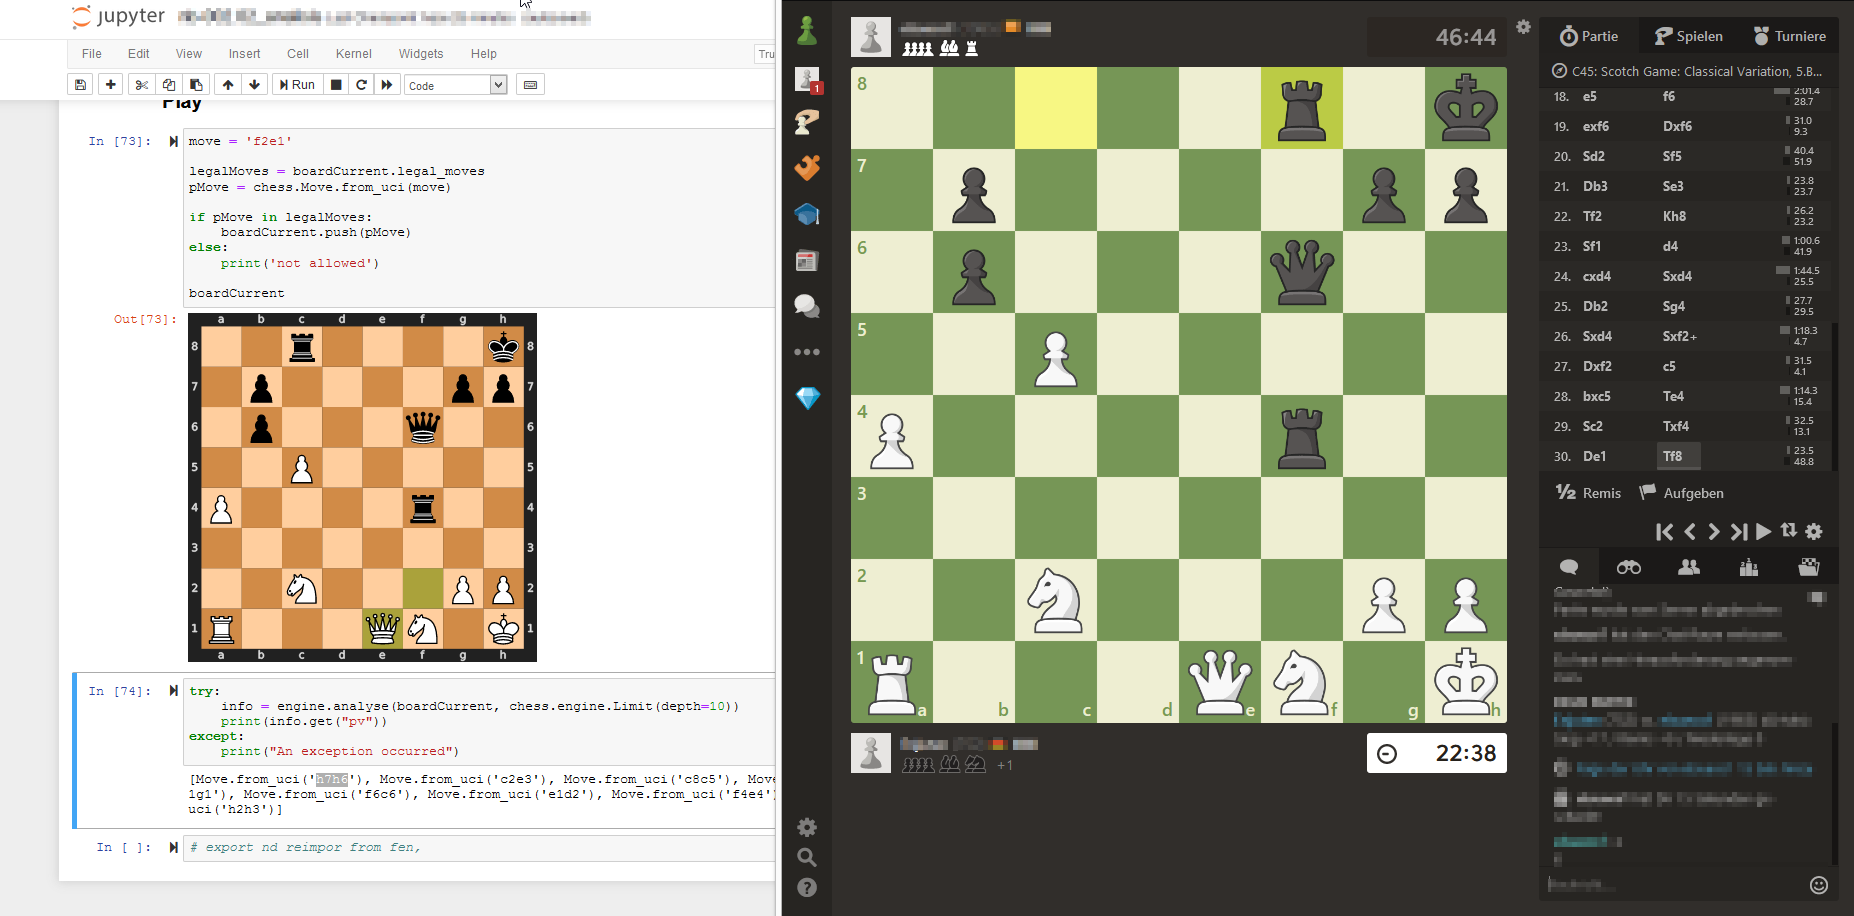 jupyter
File Edit View Insert Cell Kernel Widgets Help
Tru
Run Code
Play
In [73]: move = 'f2e1'
legalMoves = boardCurrent.legal_moves
pMove = chess.Move.from_uci(move)
if pMove in legalMoves:
boardCurrent.push(pMove)
else:
print('not allowed')
boardCurrent
Out[73]:
a b c d e f g h
8 8
7 7
6 6
5 5
4 4
3 3
2 2
1 1
a b c d e f g h
In [74]: try:
info = engine.analyse(boardCurrent, chess.engine.Limit(depth=10))
print(info.get("pv"))
except:
print("An exception occurred")
[Move.from_uci('h7h6'), Move.from_uci('c2e3'), Move.from_uci('c8c5'), Move
1g1'), Move.from_uci('f6c6'), Move.from_uci('e1d2'), Move.from_uci('f4e4')
uci('h2h3')]
In [ ]: # export nd reimpor from fen,
1
46:44
8
7
6
5
4
3
2
1
a b c d e f g h
+1
22:38
Partie Spielen Turniere
C45: Scotch Game: Classical Variation, 5.B...
18. e5 f6 2:01.4 28.7
19. exf6 Dxf6 31.0 9.3
20. Sd2 Sf5 40.4 51.9
21. Db3 Se3 23.8 23.7
22. Tf2 Kh8 26.2 23.2
23. Sf1 d4 1:00.6 41.9
24. cxd4 Sxd4 1:44.5 25.5
25. Db2 Sg4 27.7 29.5
26. Sxd4 Sxf2+ 1:18.3 4.7
27. Dxf2 c5 31.5 4.1
28. bxc5 Te4 1:14.3 15.4
29. Sc2 Txf4 32.5 13.1
30. De1 Tf8 23.5 48.8
½ Remis Aufgeben